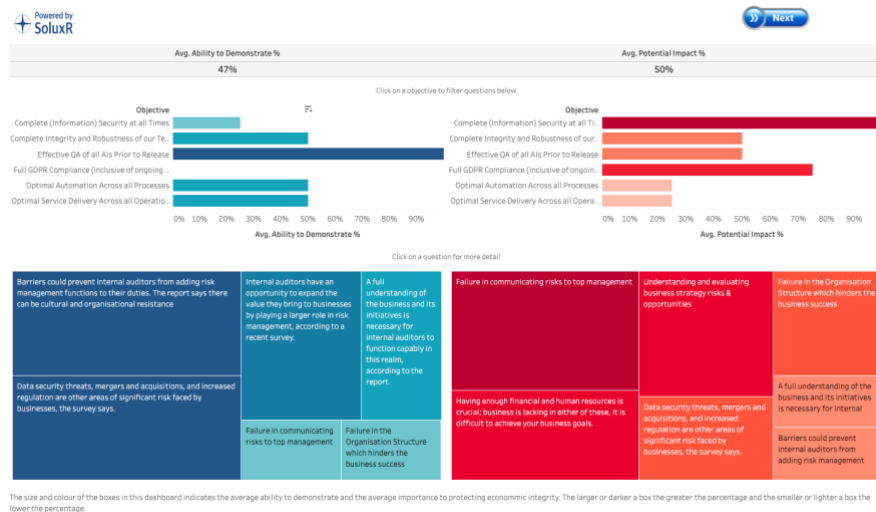 Powered by
SoluxR
Next
Avg. Ability to Demonstrate %
Avg. Potential Impact %
47%
50%
Click on a objective to filter questions below
Objective
Complete (Information) Security at all Times
Complete Integrity and Robustness of our Te...
Effective QA of all AIs Prior to Release
Full GDPR Compliance (inclusive of ongoing ...
Optimal Automation Across all Processes
Optimal Service Delivery Across all Operatio...
0% 10% 20% 30% 40% 50% 60% 70% 80% 90%
Avg. Ability to Demonstrate %
Objective
Complete (Information) Security at all Ti...
Complete Integrity and Robustness of our...
Effective QA of all AIs Prior to Release
Full GDPR Compliance (inclusive of ongoin...
Optimal Automation Across all Processes
Optimal Service Delivery Across all Opera...
0% 10% 20% 30% 40% 50% 60% 70% 80% 90%
Avg. Potential Impact %
Click on a question for more detail
Barriers could prevent internal auditors from adding risk
management functions to their duties. The report says there
can be cultural and organisational resistance
Data security threats, mergers and acquisitions, and increased
regulation are other areas of significant risk faced by
businesses, the survey says.
Internal auditors have an
opportunity to expand the
value they bring to businesses
by playing a larger role in risk
management, according to a
recent survey.
A full
understanding of
the business and its
initiatives is
necessary for
internal auditors to
function capably in
this realm,
according to the
report.
Failure in communicating
risks to top management
Failure in the
Organisation Structure
which hinders the
business success
Failure in communicating risks to top management
Having enough financial and human resources is
crucial; business is lacking in either of these, it is
difficult to achieve your business goals.
Understanding and evaluating
business strategy risks &
opportunities
Data security threats, mergers and
acquisitions, and increased
regulation are other areas of
significant risk faced by
businesses, the survey says.
Failure in the Organisation
Structure which hinders the
business success
A full understanding of the
business and its initiatives
is necessary for internal
Barriers could prevent
internal auditors from
adding risk management
The size and colour of the boxes in this dashboard indicates the average ability to demonstrate and the average importance to protecting econommic integrity. The larger or darker a box the greater the percentage and the smaller or lighter a box the
lower the percentage.